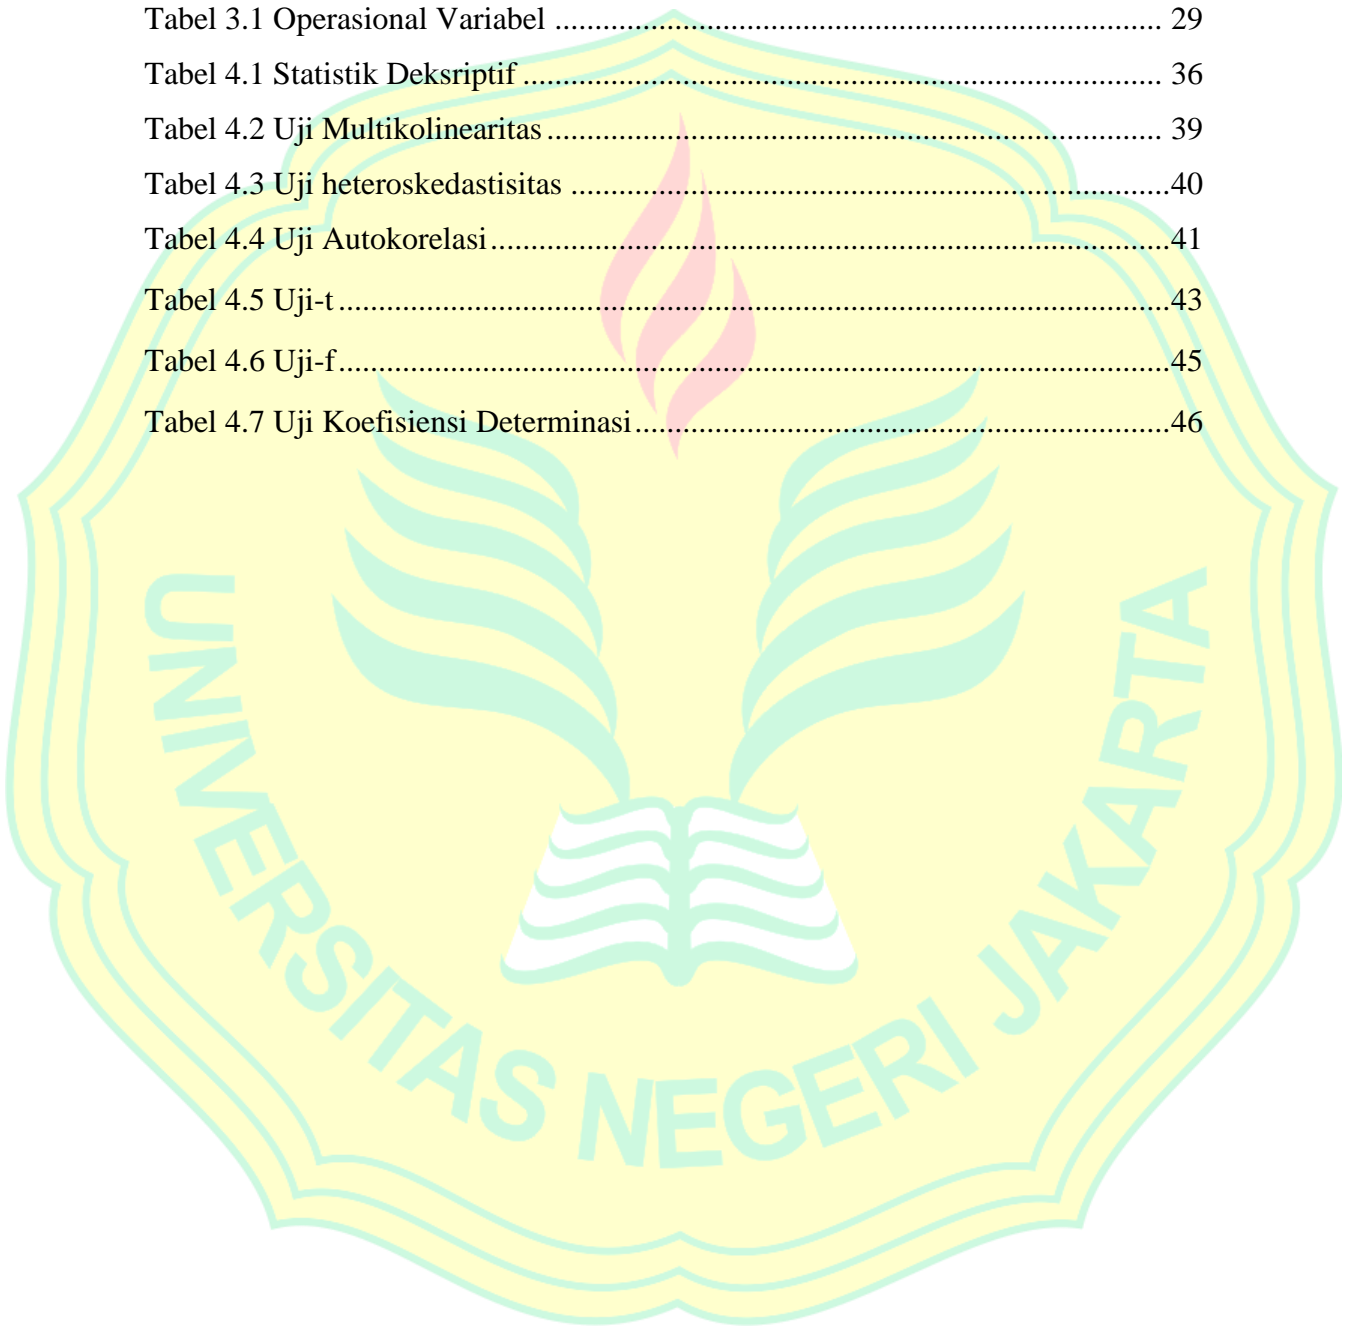 Tabel 3.1 Operasional Variabel ............................................................................ 29
Tabel 4.1 Statistik Deksriptif ................................................................................ 36
Tabel 4.2 Uji Multikolinearitas ............................................................................. 39
Tabel 4.3 Uji heteroskedastisitas ...........................................................................40
Tabel 4.4 Uji Autokorelasi.....................................................................................41
Tabel 4.5 Uji-t........................................................................................................43
Tabel 4.6 Uji-f........................................................................................................45
Tabel 4.7 Uji Koefisiensi Determinasi...................................................................46
UNIVERSITAS NEGERI JAKARTA